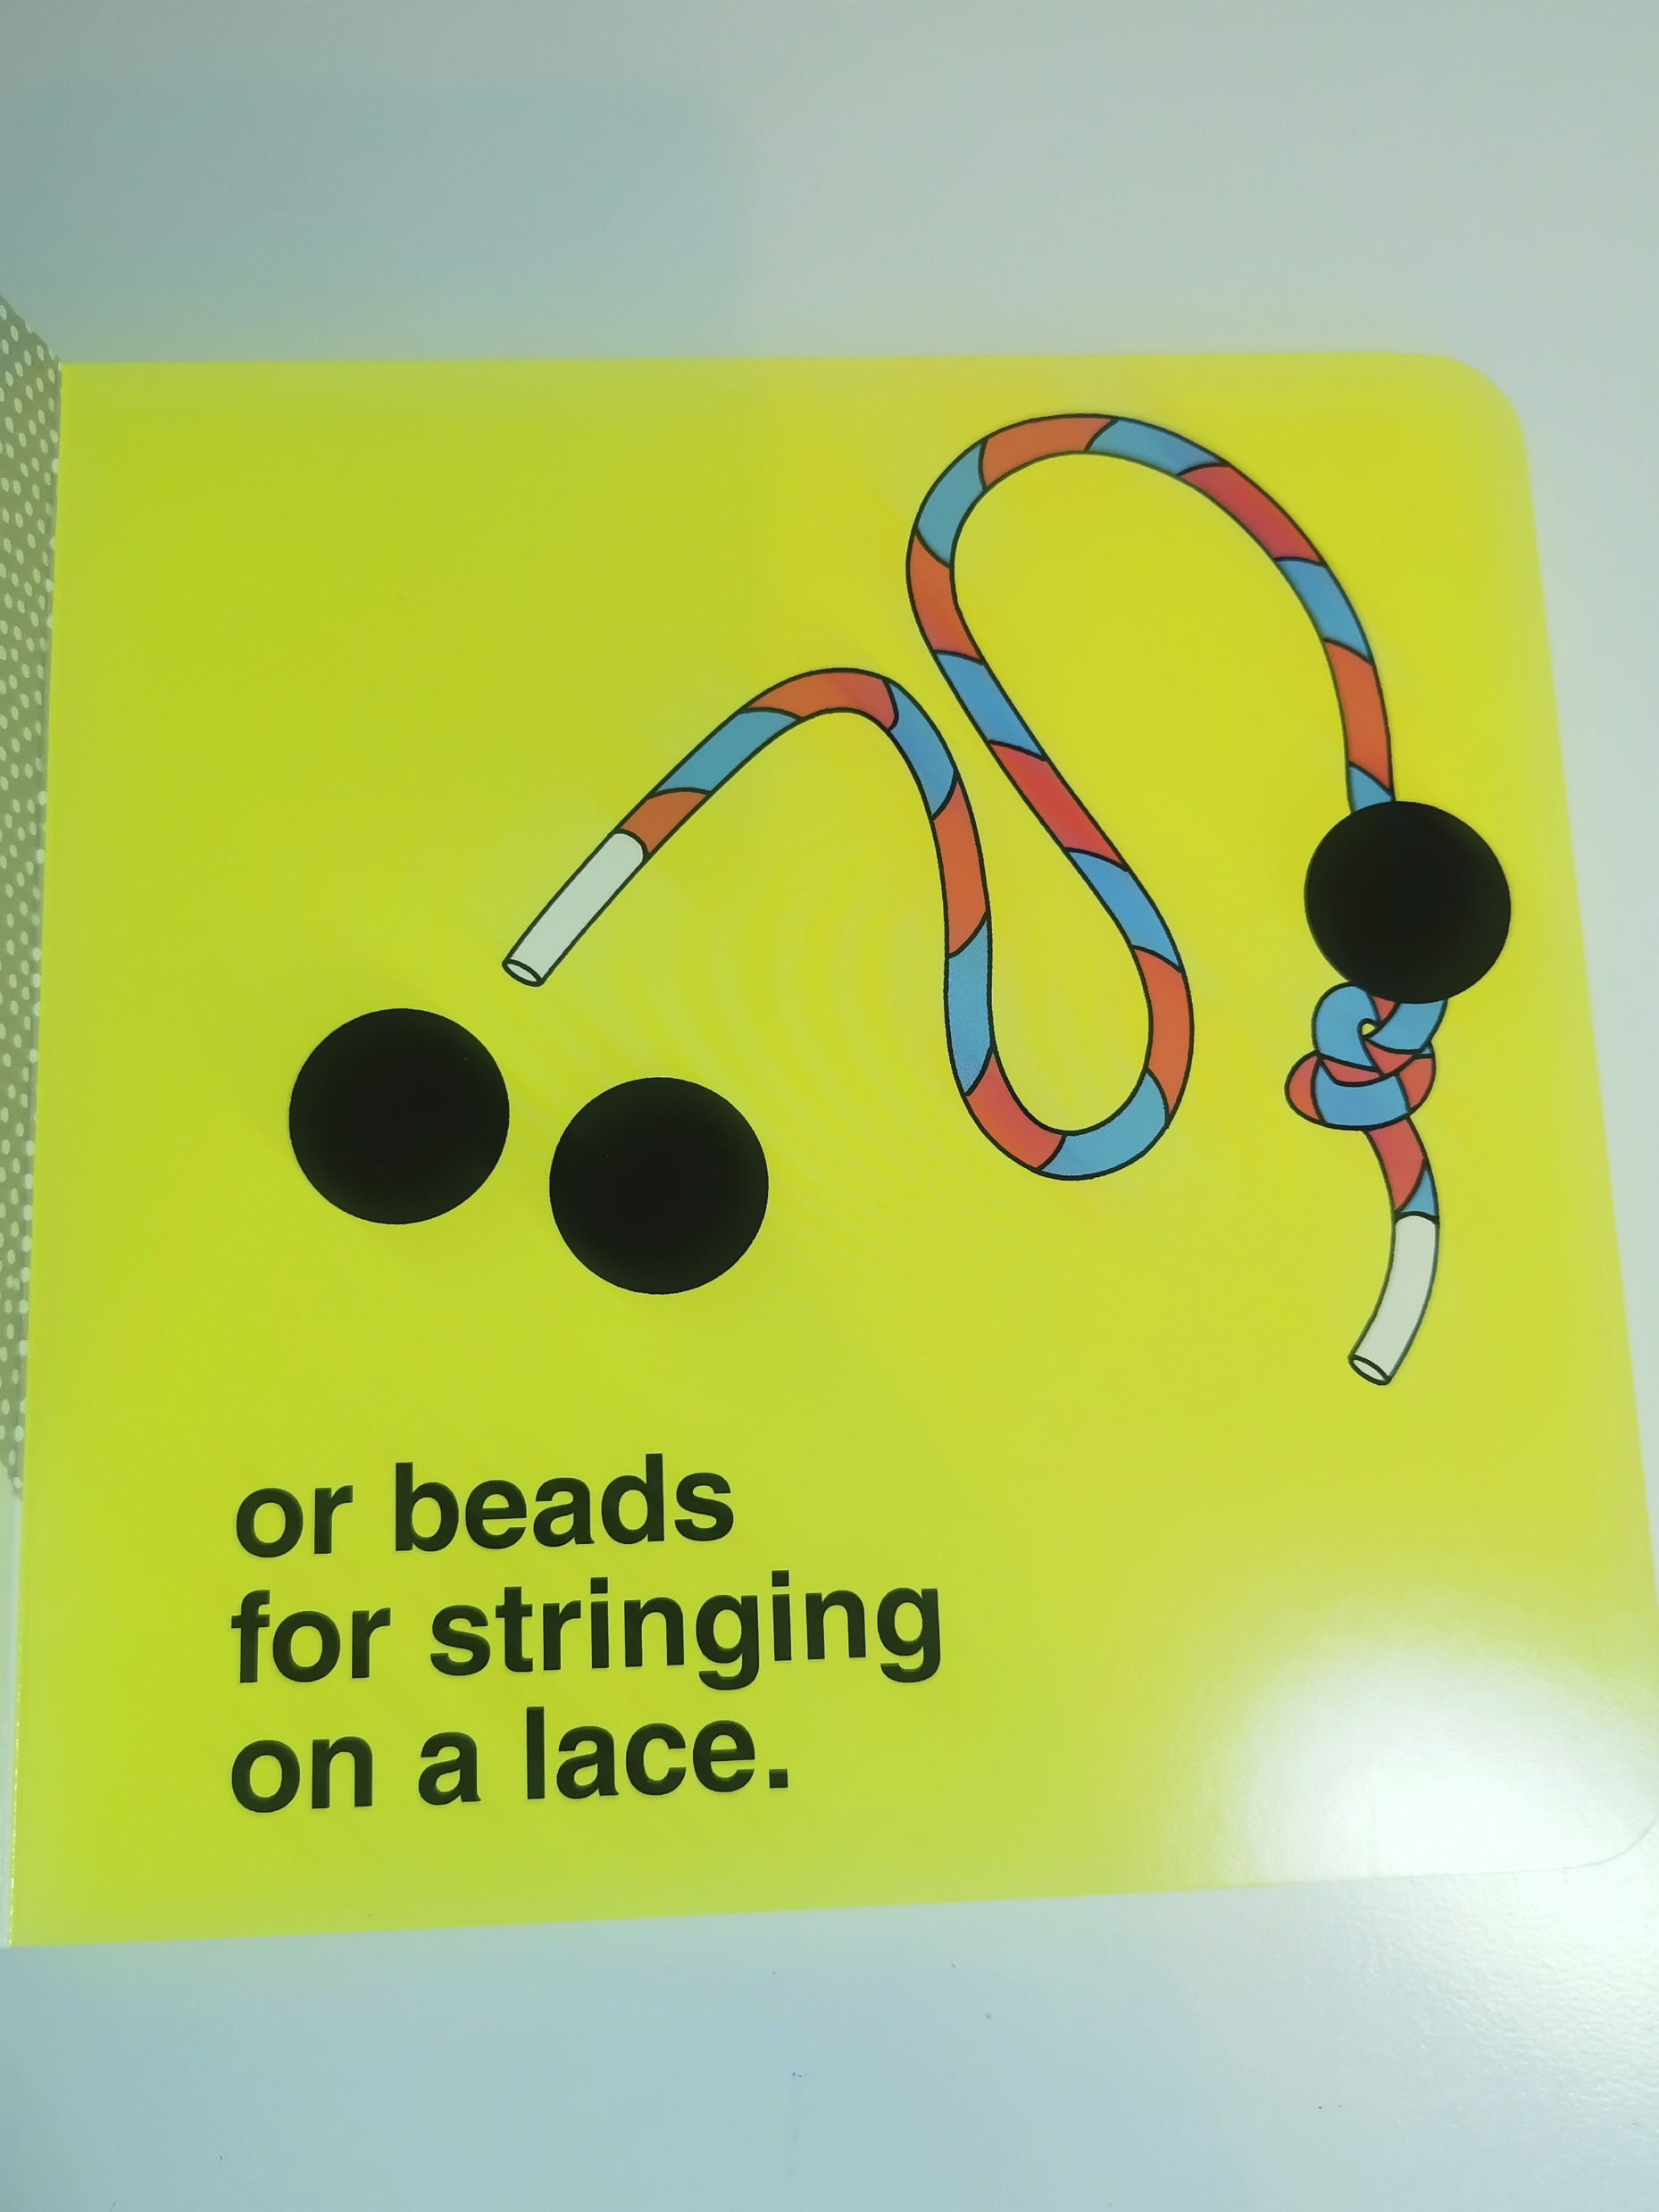 or beads
for stringing
on a lace.